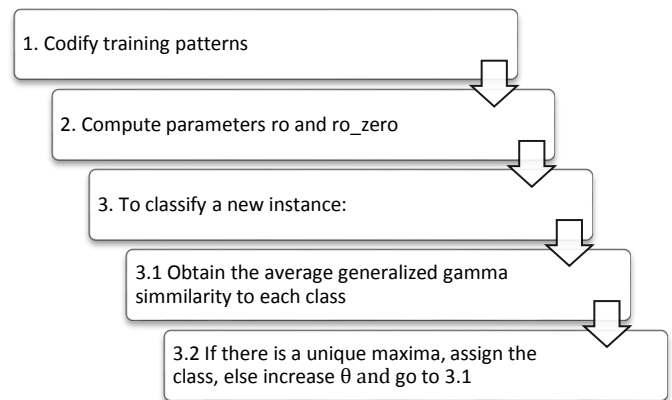 1. Codify training patterns
2. Compute parameters ro and ro_zero
3. To classify a new instance:
3.1 Obtain the average generalized gamma
simmilarity to each class
3.2 If there is a unique maxima, assign the
class, else increase θ and go to 3.1